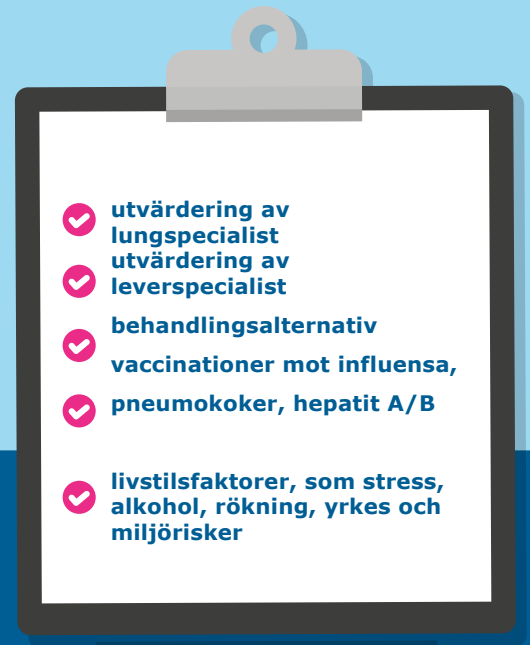 utvärdering av
lungspecialist
utvärdering av
leverspecialist
behandlingsalternativ
vaccinationer mot influensa,
pneumokoker, hepatit A/B
livstilsfaktorer, som stress,
alkohol, rökning, yrkes och
miljörisker